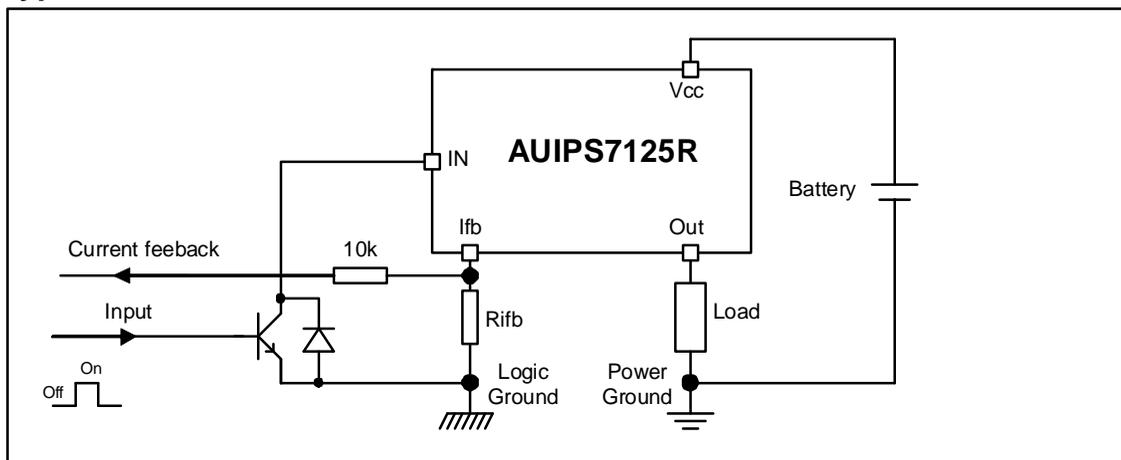 Vcc
AUIPS7125R
IN
Battery
Ifb
Out
Current feeback
10k
Input
Rifb
Load
On
Off
Logic
Ground
Power
Ground